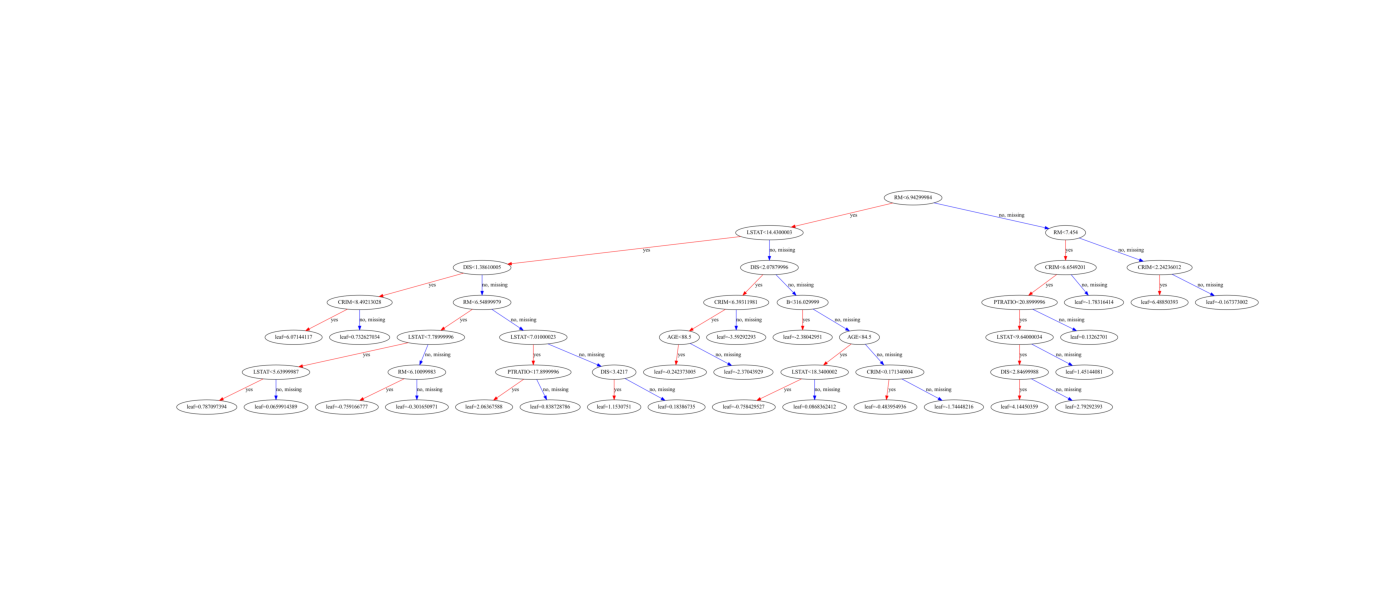 RM<6.94299984
yes
no, missing
LSTAT<14.4300003
RM<7.454
yes
no, missing
yes
no, missing
DIS<1.38610005
DIS<2.07879996
CRIM<6.6549201
CRIM<2.24236012
yes
no, missing
yes
no, missing
yes
no, missing
yes
no, missing
CRIM<8.49213028
RM<6.54899979
CRIM<6.39311981
B<316.029999
PTRATIO<20.8999996
leaf=-1.78316414
leaf=6.48850393
leaf=-0.167373002
yes
no, missing
yes
no, missing
yes
no, missing
yes
no, missing
yes
no, missing
leaf=6.07144117
leaf=0.732627034
LSTAT<7.78999996
LSTAT<7.01000023
AGE<88.5
leaf=-3.59292293
leaf=-2.38042951
AGE<84.5
LSTAT<9.64000034
leaf=0.13262701
yes
no, missing
yes
no, missing
yes
no, missing
yes
no, missing
yes
no, missing
LSTAT<5.63999987
RM<6.10899983
PTRATIO<17.8999996
DIS<3.4217
leaf=-0.242373005
leaf=-2.37043929
LSTAT<18.3400002
CRIM<0.171340004
DIS<2.84699988
leaf=1.45144081
yes
no, missing
yes
no, missing
yes
no, missing
yes
no, missing
yes
no, missing
yes
no, missing
yes
no, missing
leaf=0.787097394
leaf=0.0659914389
leaf=-0.759166777
leaf=-0.301650971
leaf=2.06367588
leaf=0.838728786
leaf=1.1530751
leaf=0.18386735
leaf=-0.758429527
leaf=0.0868362412
leaf=-0.483954936
leaf=-1.74448216
leaf=4.14450359
leaf=2.79292393